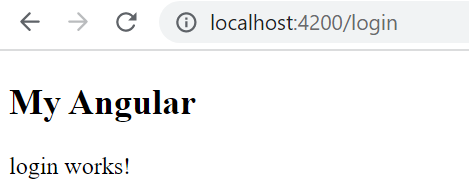 localhost:4200/login
My Angular
login works!